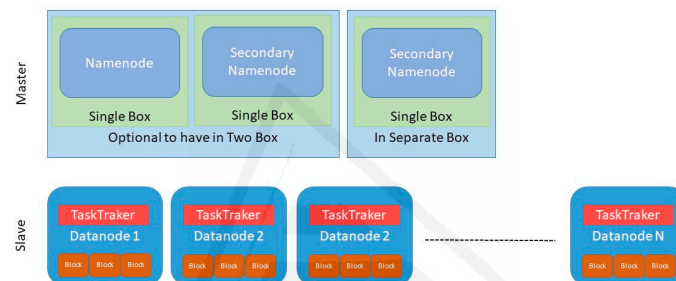 Master
Namenode
Single Box
Secondary
Namenode
Single Box
Optional to have in Two Box
Secondary
Namenode
Single Box
In Separate Box
Slave
TaskTraker
Datanode 1
Block Block Block
TaskTraker
Datanode 2
Block Block Block
TaskTraker
Datanode 2
Block Block Block
TaskTraker
Datanode N
Block Block Block